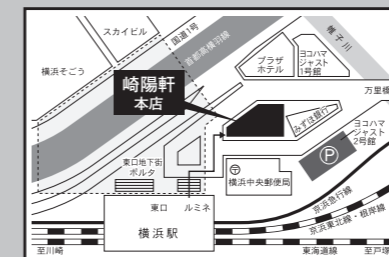 スカイビル
国道1号
首都高横羽線
横浜そごう
プラザ
ホテル
ヨコハマ
ジャスト
1号館
帷子川
万里橋
崎陽軒
本店
みずほ銀行
ヨコハマ
ジャスト
2号館
P
東口地下街
ポルタ
〒
横浜中央郵便局
東口
ルミネ
横浜駅
京浜急行線
京浜東北線・根岸線
至川崎
東海道線
至戸塚